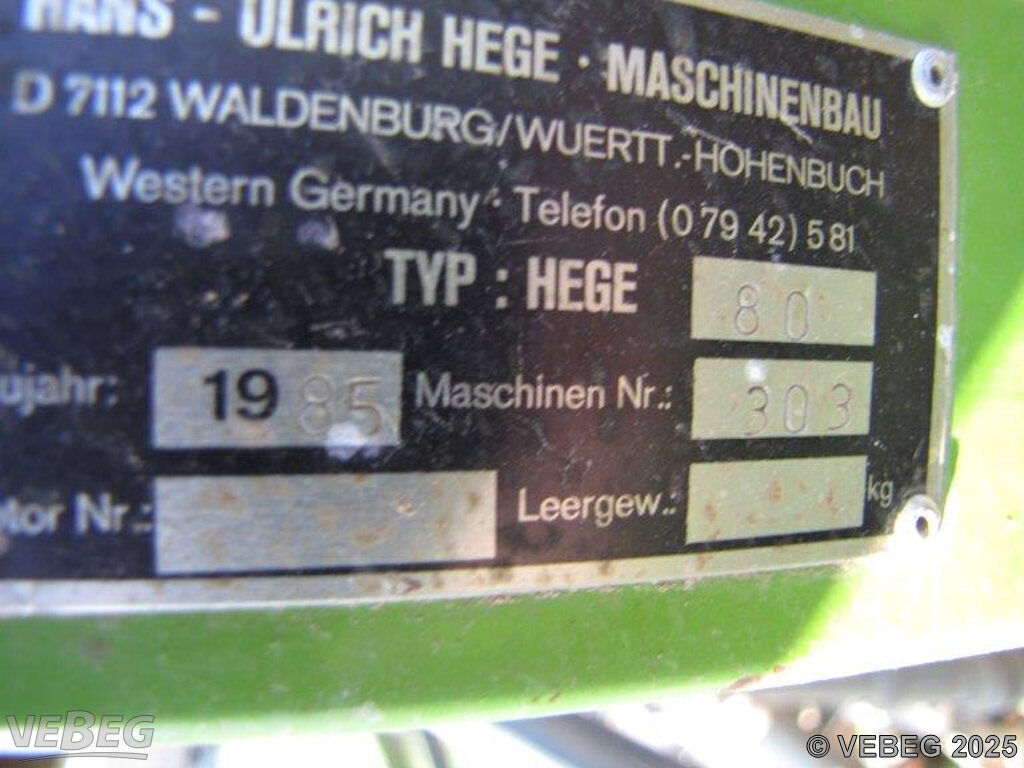 HANS - ULRICH HEGE · MASCHINENBAU
D 7112 WALDENBURG/WUERTT.-HOHENBUCH
Western Germany · Telefon (0 79 42) 5 81
TYP : HEGE 80
ujahr: 1985 Maschinen Nr.: 303
tor Nr.: Leergew.: kg
VEBEG
© VEBEG 2025